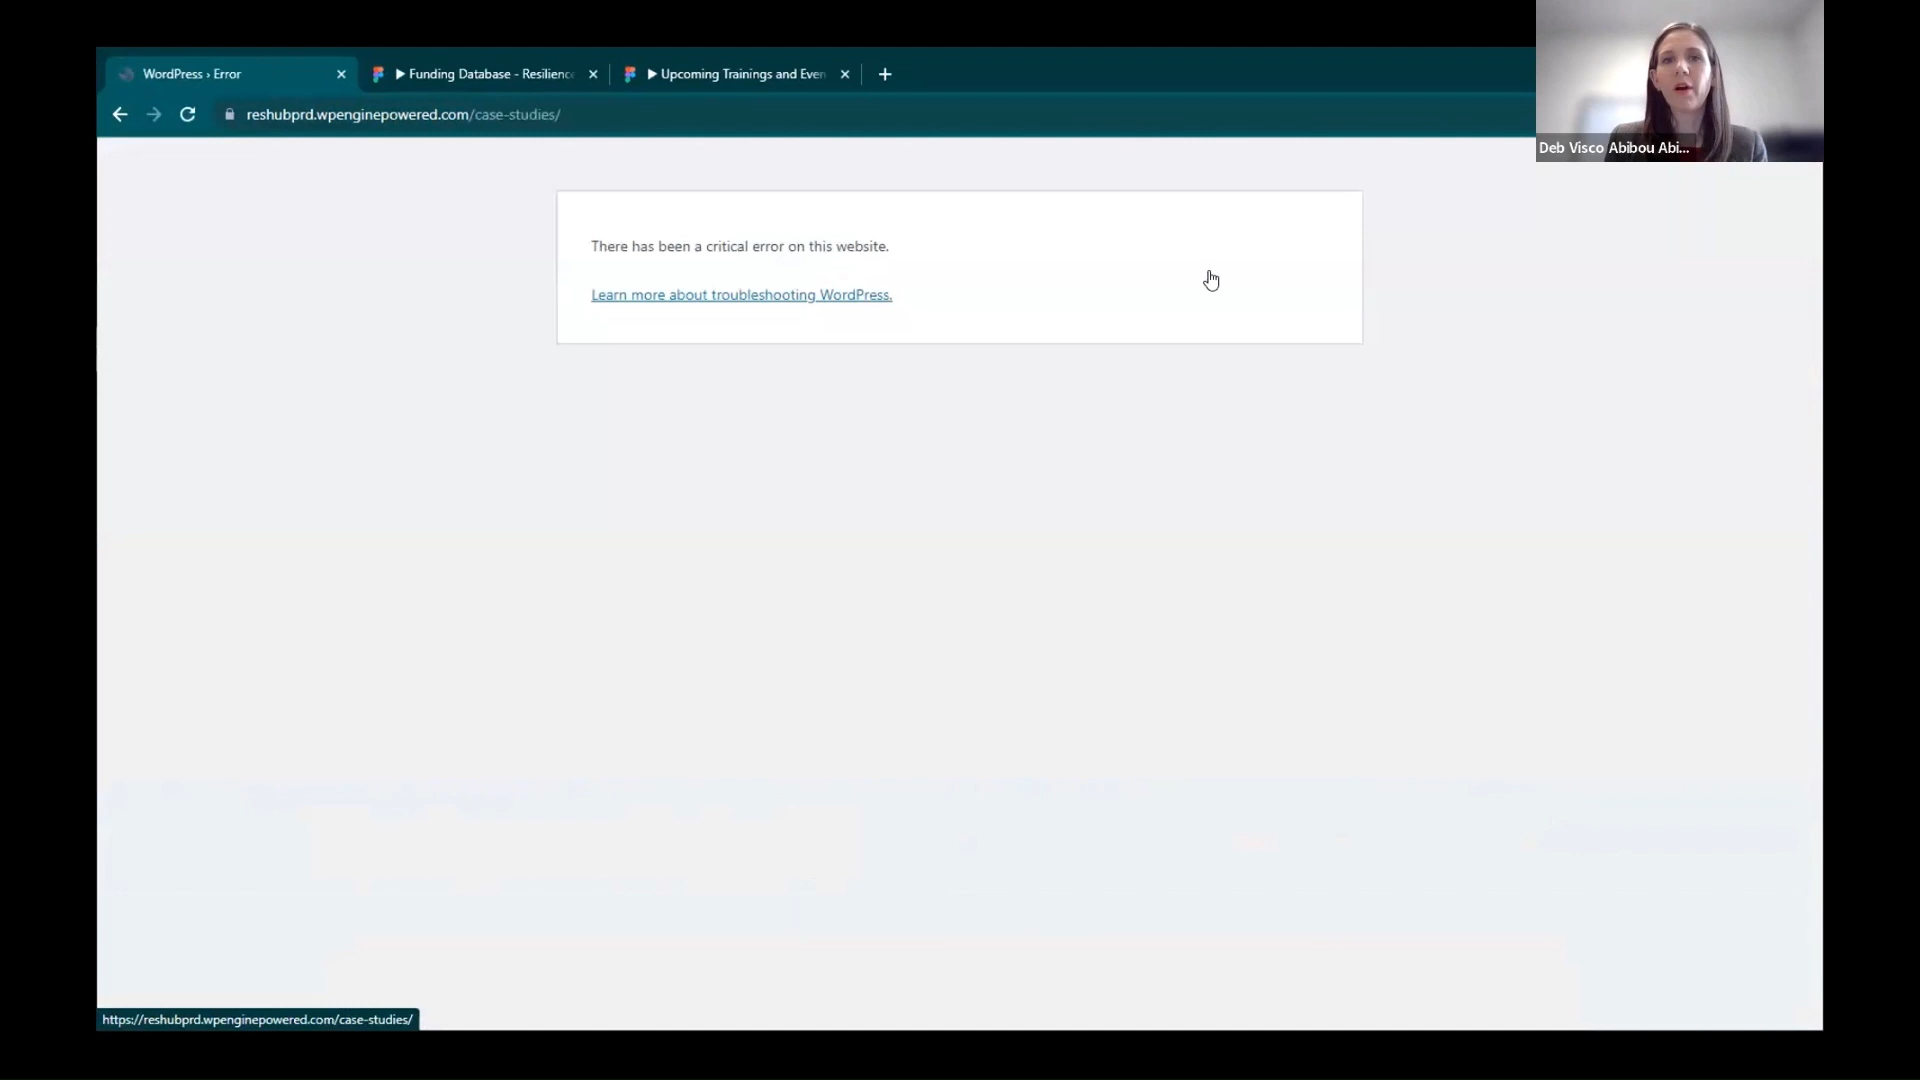 WordPress › Error
Funding Database - Resilience
Upcoming Trainings and Even
reshubprd.wpenginepowered.com/case-studies/
Deb Visco Abibou Abi...
There has been a critical error on this website.
Learn more about troubleshooting WordPress.
https://reshubprd.wpenginepowered.com/case-studies/